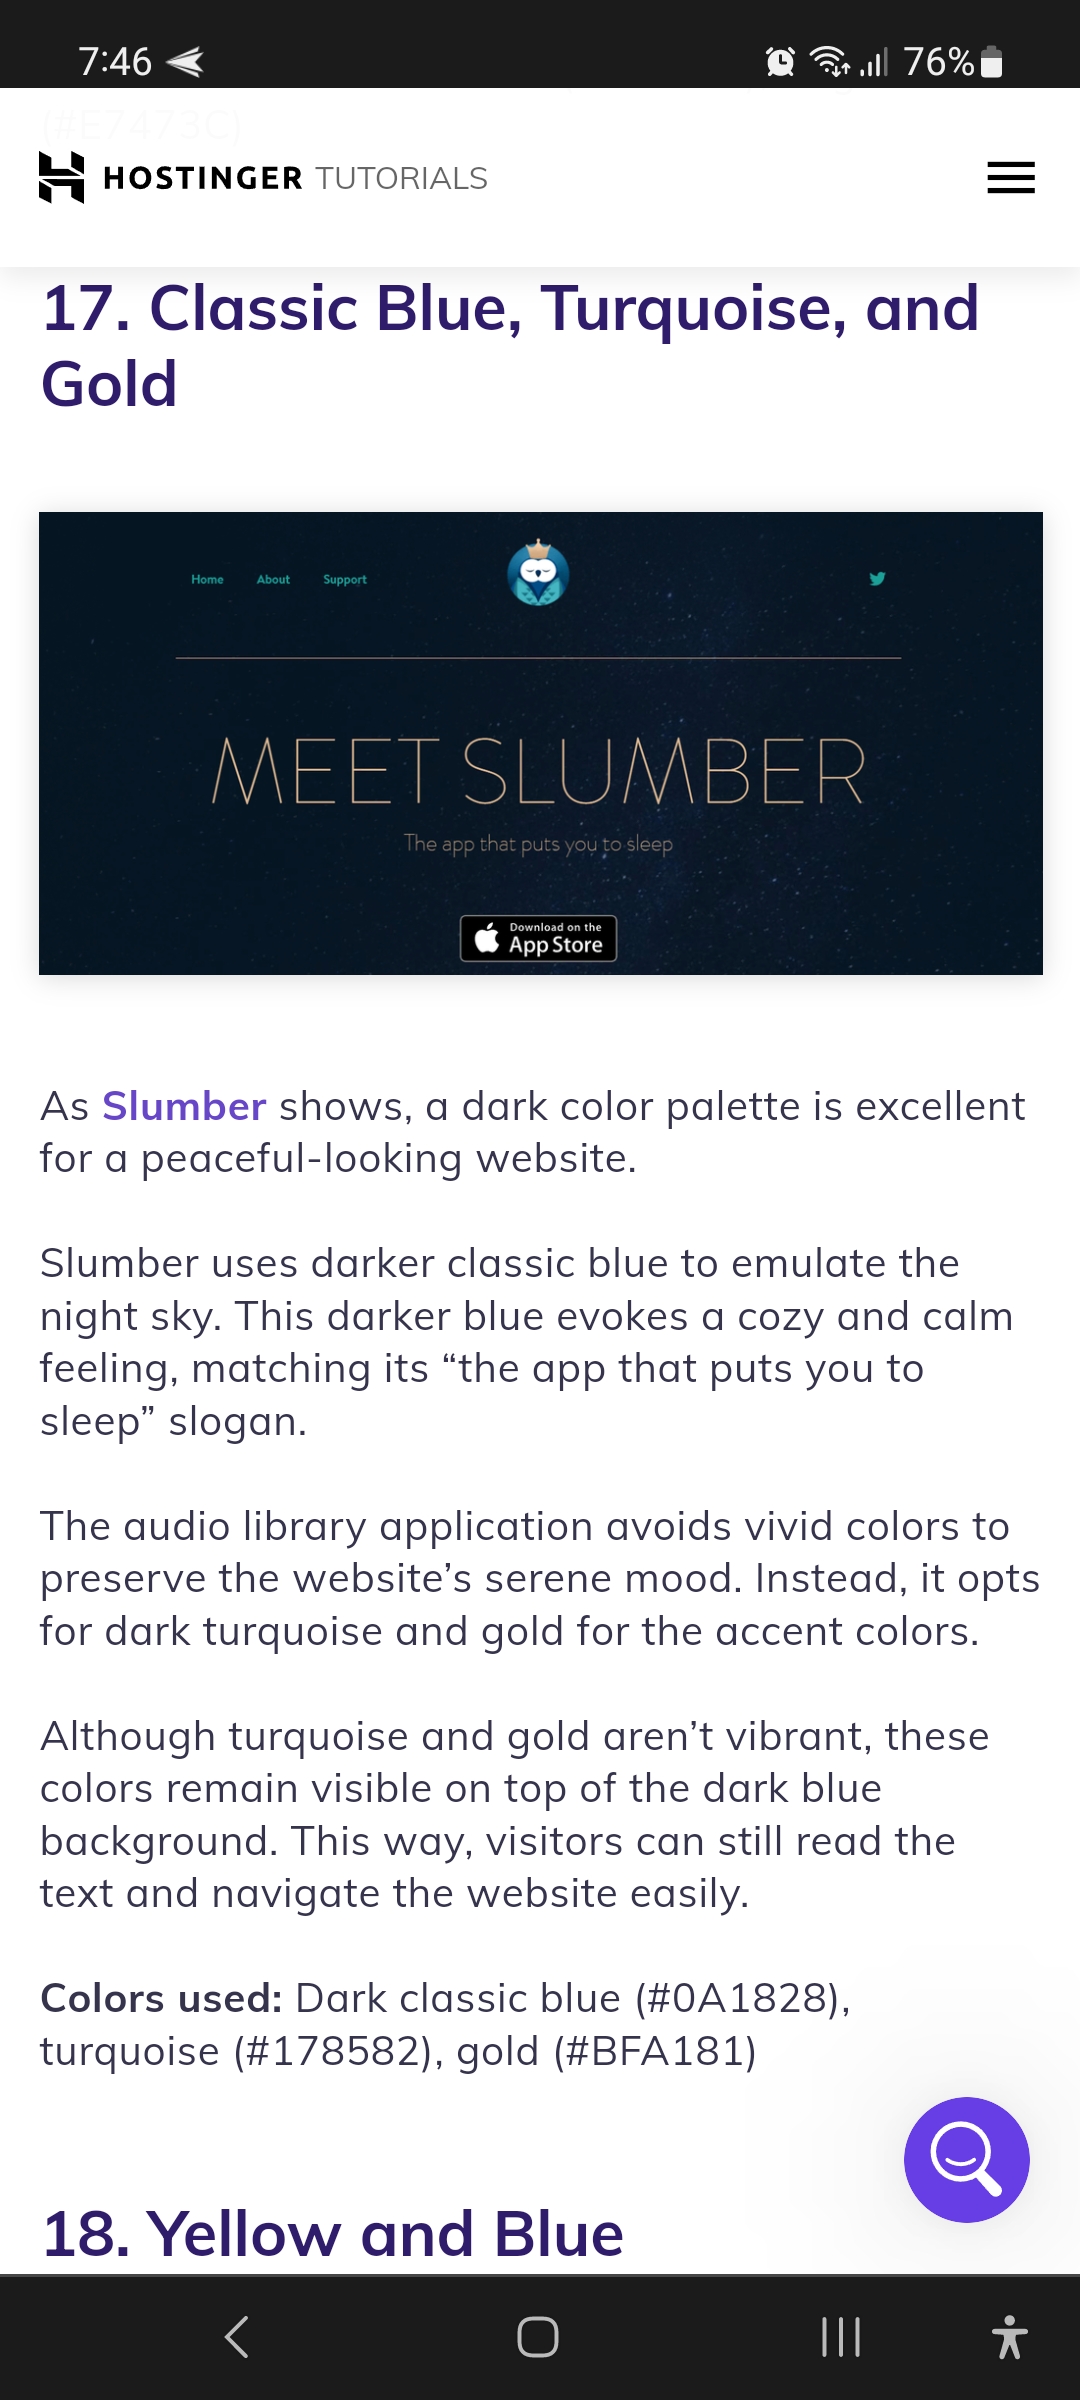 7:46
76%
(#E7473C)
HOSTINGER TUTORIALS
17. Classic Blue, Turquoise, and
Gold
Home About Support
MEET SLUMBER
The app that puts you to sleep
Download on the
App Store
As Slumber shows, a dark color palette is excellent
for a peaceful-looking website.
Slumber uses darker classic blue to emulate the
night sky. This darker blue evokes a cozy and calm
feeling, matching its “the app that puts you to
sleep” slogan.
The audio library application avoids vivid colors to
preserve the website’s serene mood. Instead, it opts
for dark turquoise and gold for the accent colors.
Although turquoise and gold aren’t vibrant, these
colors remain visible on top of the dark blue
background. This way, visitors can still read the
text and navigate the website easily.
Colors used: Dark classic blue (#0A1828),
turquoise (#178582), gold (#BFA181)
18. Yellow and Blue